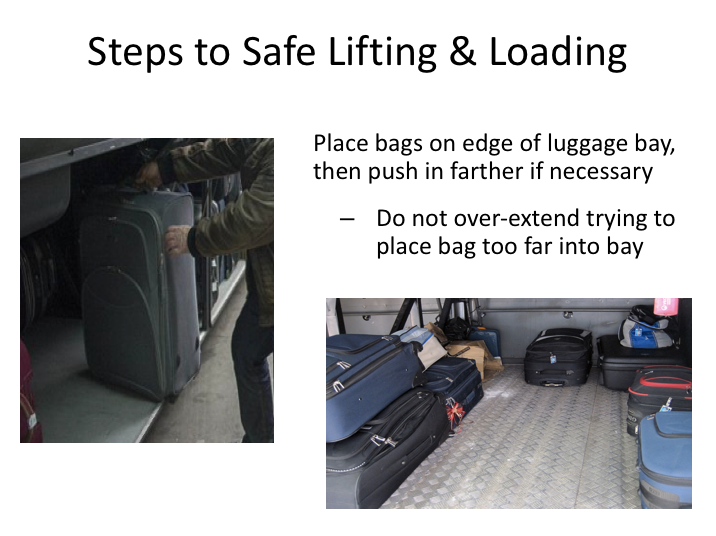 Steps to Safe Lifting & Loading
Place bags on edge of luggage bay,
then push in farther if necessary
– Do not over-extend trying to
place bag too far into bay